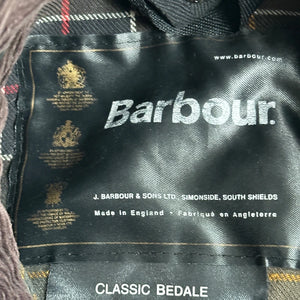 www.barbour.com
Barbour
J. BARBOUR & SONS LTD, SIMONSIDE, SOUTH SHIELDS
Made in England · Fabriqué en Angleterre
CLASSIC BEDALE